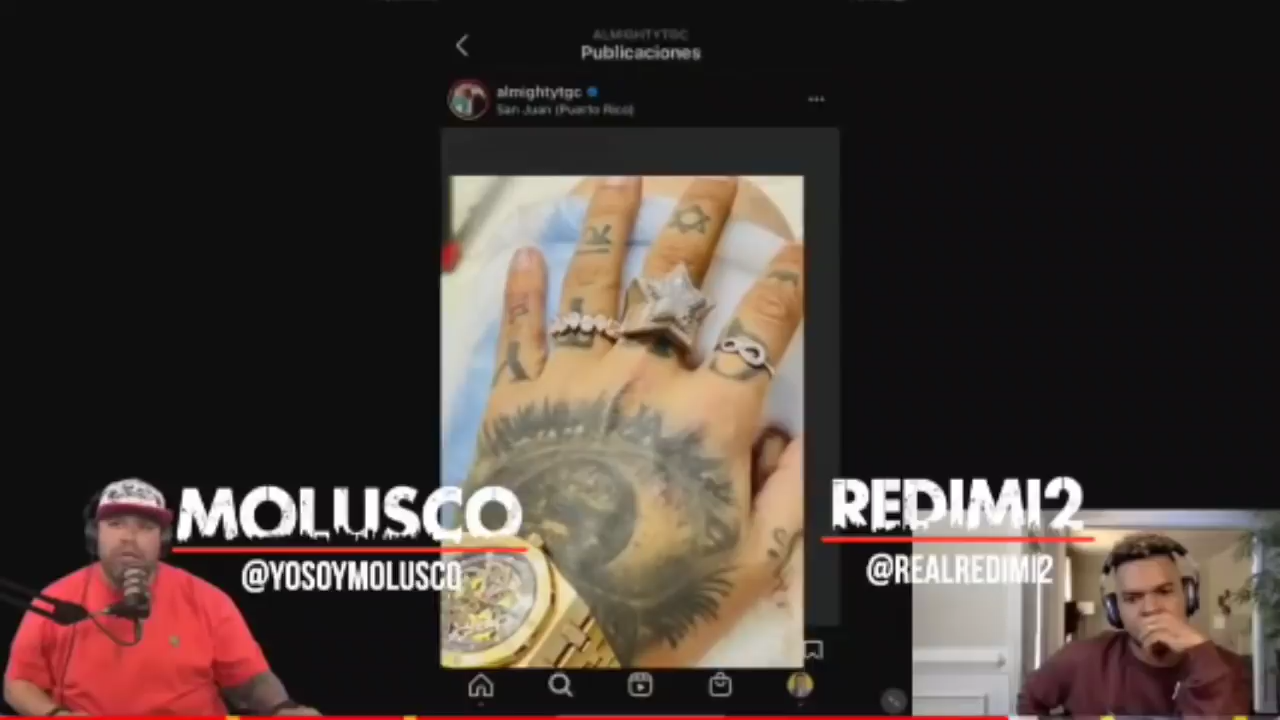 ALMIGHTYTGC
Publicaciones
almightytgc
San Juan (Puerto Rico)
MOLUSCO
@YOSOYMOLUSCO
REDIMI2
@REALREDIMI2